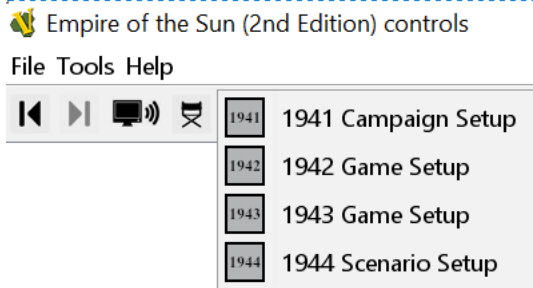 Empire of the Sun (2nd Edition) controls
File Tools Help
1941 1941 Campaign Setup
1942 1942 Game Setup
1943 1943 Game Setup
1944 1944 Scenario Setup